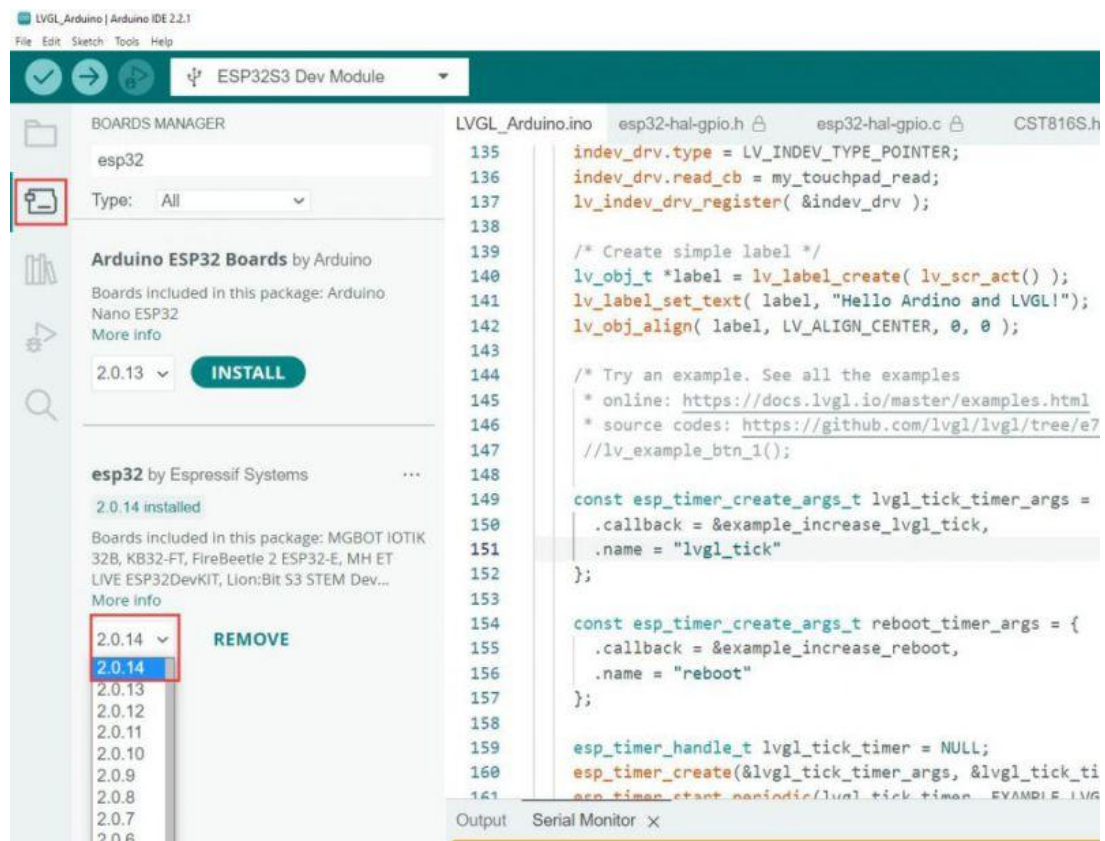 LVGL_Arduino | Arduino IDE 2.2.1
File Edit Sketch Tools Help
ESP32S3 Dev Module
BOARDS MANAGER
esp32
Type: All
Arduino ESP32 Boards by Arduino
Boards included in this package: Arduino
Nano ESP32
More info
2.0.13
INSTALL
esp32 by Espressif Systems
...
2.0.14 installed
Boards included in this package: MGBOT IOTIK
32B, KB32-FT, FireBeetle 2 ESP32-E, MH ET
LIVE ESP32DevKIT, Lion:Bit S3 STEM Dev...
More info
2.0.14
REMOVE
2.0.14
2.0.13
2.0.12
2.0.11
2.0.10
2.0.9
2.0.8
2.0.7
2.0.6
LVGL_Arduino.ino esp32-hal-gpio.h esp32-hal-gpio.c CST816S.h
135 indev_drv.type = LV_INDEV_TYPE_POINTER;
136 indev_drv.read_cb = my_touchpad_read;
137 lv_indev_drv_register( &indev_drv );
138
139 /* Create simple label */
140 lv_obj_t *label = lv_label_create( lv_scr_act() );
141 lv_label_set_text( label, "Hello Ardino and LVGL!");
142 lv_obj_align( label, LV_ALIGN_CENTER, 0, 0 );
143
144 /* Try an example. See all the examples
145 * online: https://docs.lvgl.io/master/examples.html
146 * source codes: https://github.com/lvgl/lvgl/tree/e7
147 //lv_example_btn_1();
148
149 const esp_timer_create_args_t lvgl_tick_timer_args =
150 .callback = &example_increase_lvgl_tick,
151 .name = "lvgl_tick"
152 };
153
154 const esp_timer_create_args_t reboot_timer_args = {
155 .callback = &example_increase_reboot,
156 .name = "reboot"
157 };
158
159 esp_timer_handle_t lvgl_tick_timer = NULL;
160 esp_timer_create(&lvgl_tick_timer_args, &lvgl_tick_ti
161 esp_timer_start_periodic(lvgl_tick_timer, EXAMPLE_LVG
Output Serial Monitor